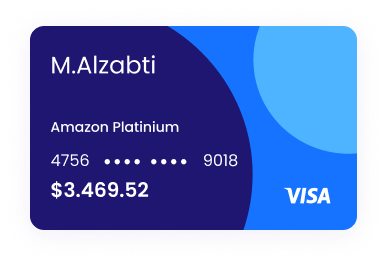 M.Alzabti
Amazon Platinium
4756 •••• •••• 9018
$3.469.52
VISA